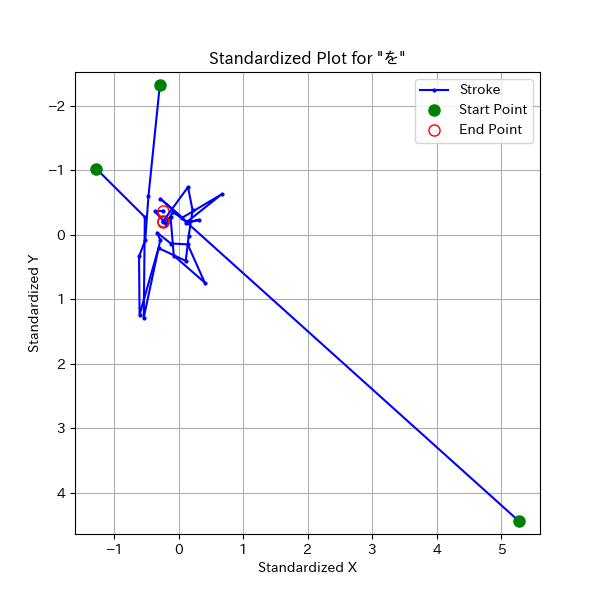 Standardized Plot for "を"
Stroke
Start Point
End Point
−2
−1
0
1
2
3
4
Standardized Y
−1 0 1 2 3 4 5
Standardized X